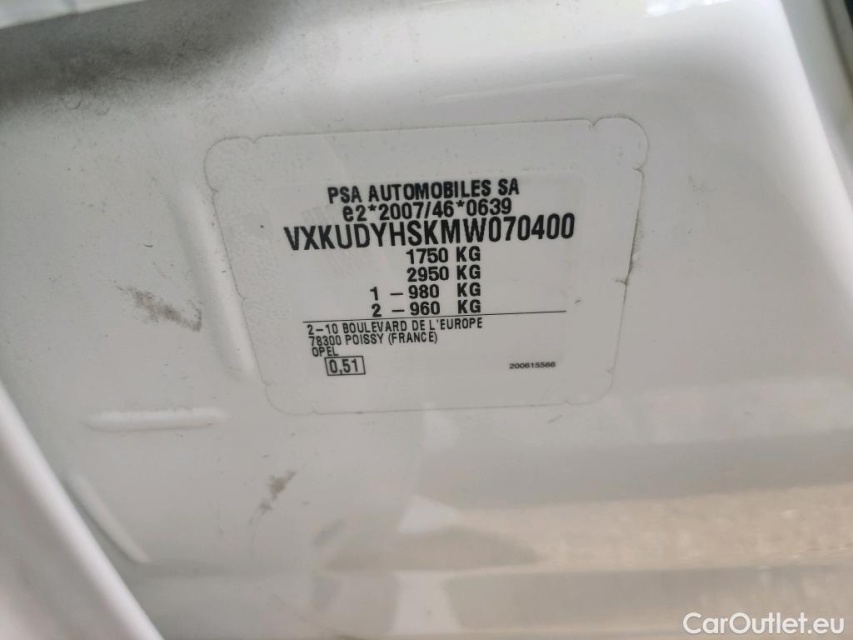 PSA AUTOMOBILES SA
e2*2007/46*0639
VXKUDYHSKMW070400
1750 KG
2950 KG
1 – 980 KG
2 – 960 KG
2–10 BOULEVARD DE L'EUROPE
78300 POISSY (FRANCE)
OPEL
0,51
200615566
CarOutlet.eu